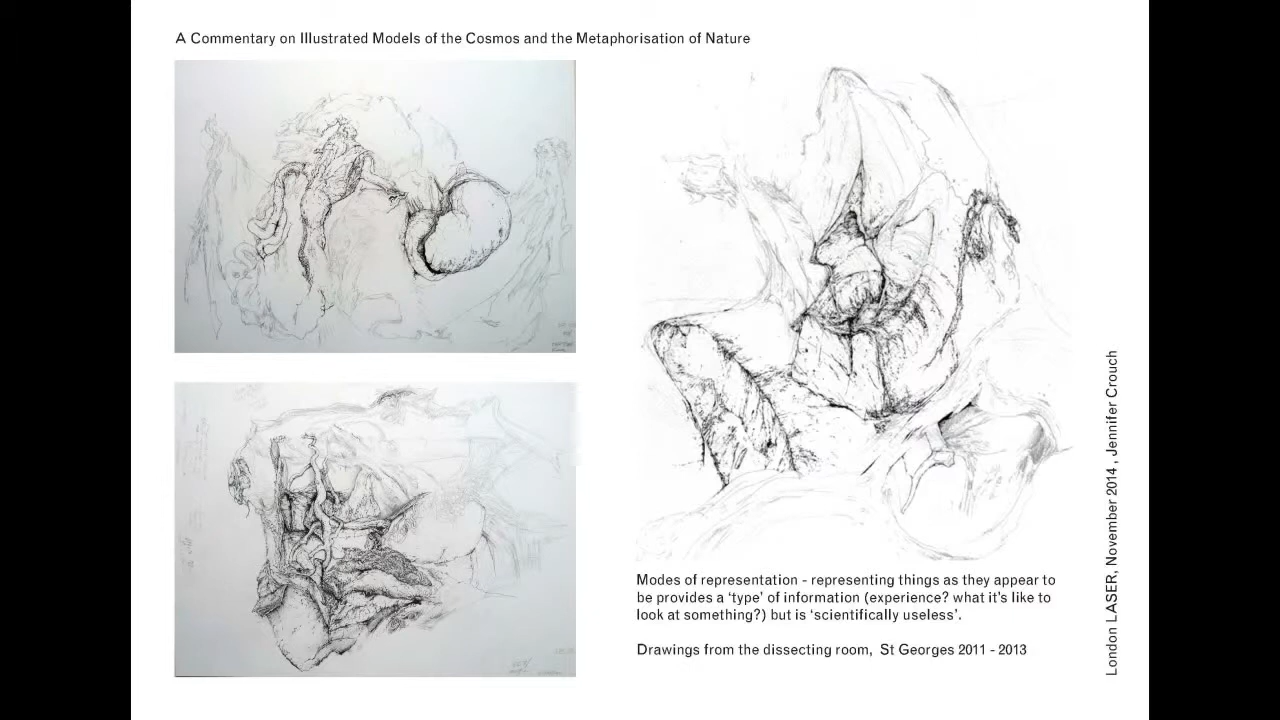 A Commentary on Illustrated Models of the Cosmos and the Metaphorisation of Nature
Modes of representation - representing things as they appear to
be provides a ‘type’ of information (experience? what it’s like to
look at something?) but is ‘scientifically useless’.
Drawings from the dissecting room, St Georges 2011 - 2013
London LASER, November 2014 , Jennifer Crouch